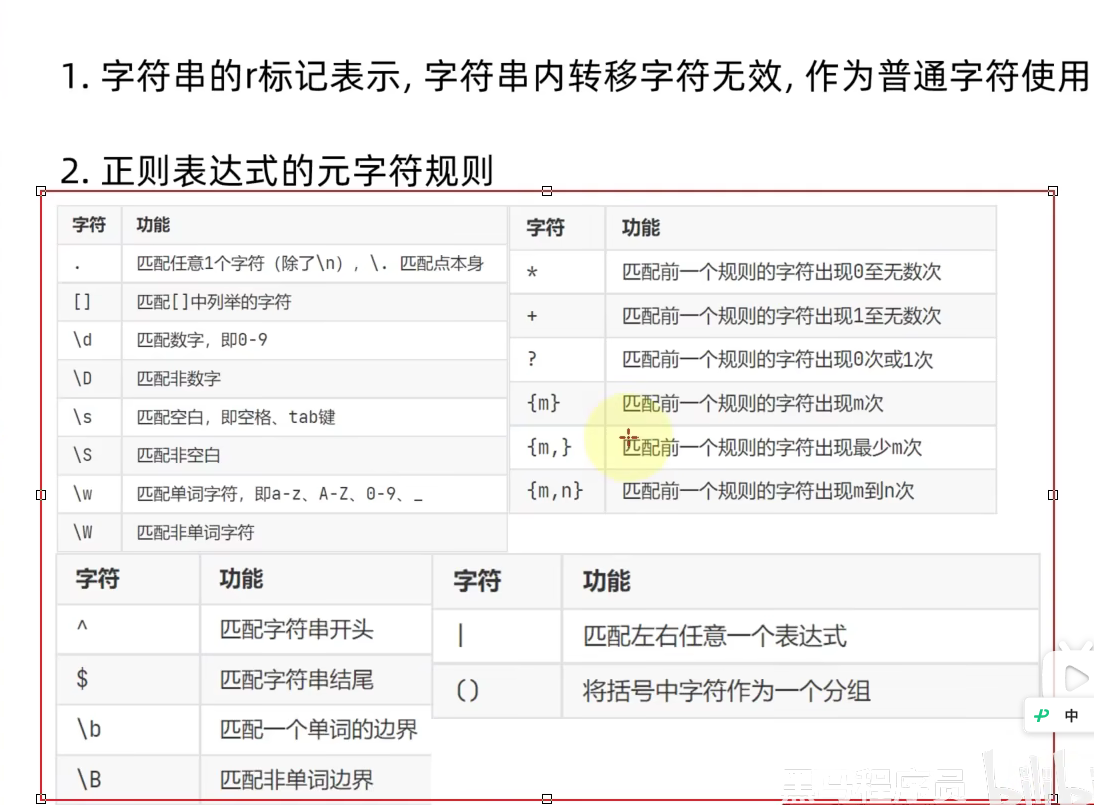 1. 字符串的r标记表示, 字符串内转移字符无效, 作为普通字符使用
2. 正则表达式的元字符规则
字符 功能
. 匹配任意1个字符（除了\n），\. 匹配点本身
[] 匹配[]中列举的字符
\d 匹配数字，即0-9
\D 匹配非数字
\s 匹配空白，即空格、tab键
\S 匹配非空白
\w 匹配单词字符，即a-z、A-Z、0-9、_
\W 匹配非单词字符
字符 功能
* 匹配前一个规则的字符出现0至无数次
+ 匹配前一个规则的字符出现1至无数次
? 匹配前一个规则的字符出现0次或1次
{m} 匹配前一个规则的字符出现m次
{m,} 匹配前一个规则的字符出现最少m次
{m,n} 匹配前一个规则的字符出现m到n次
字符 功能
^ 匹配字符串开头
$ 匹配字符串结尾
\b 匹配一个单词的边界
\B 匹配非单词边界
字符 功能
| 匹配左右任意一个表达式
() 将括号中字符作为一个分组
中
黑马程序员 bilibili